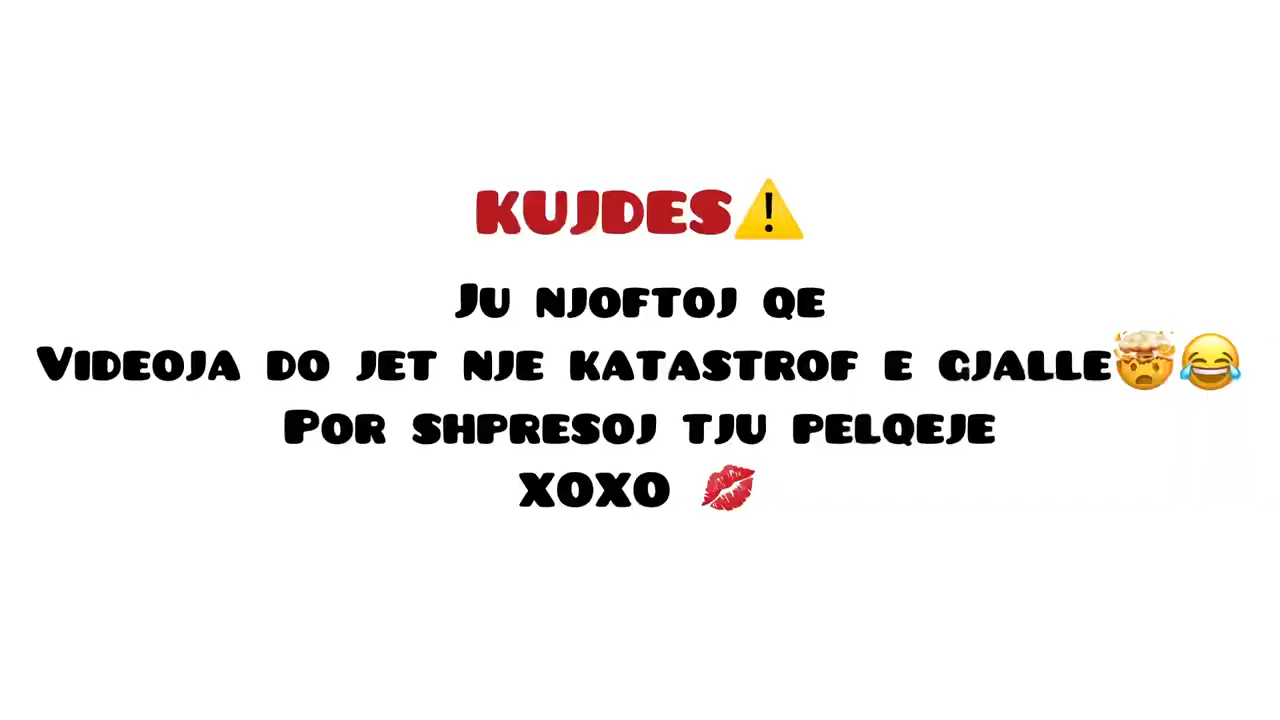 KUJDES⚠️
Ju njoftoj qe
Videoja do jet nje katastrof e gjalle🤯😂
Por shpresoj tju pelqeje
XOXO 💋